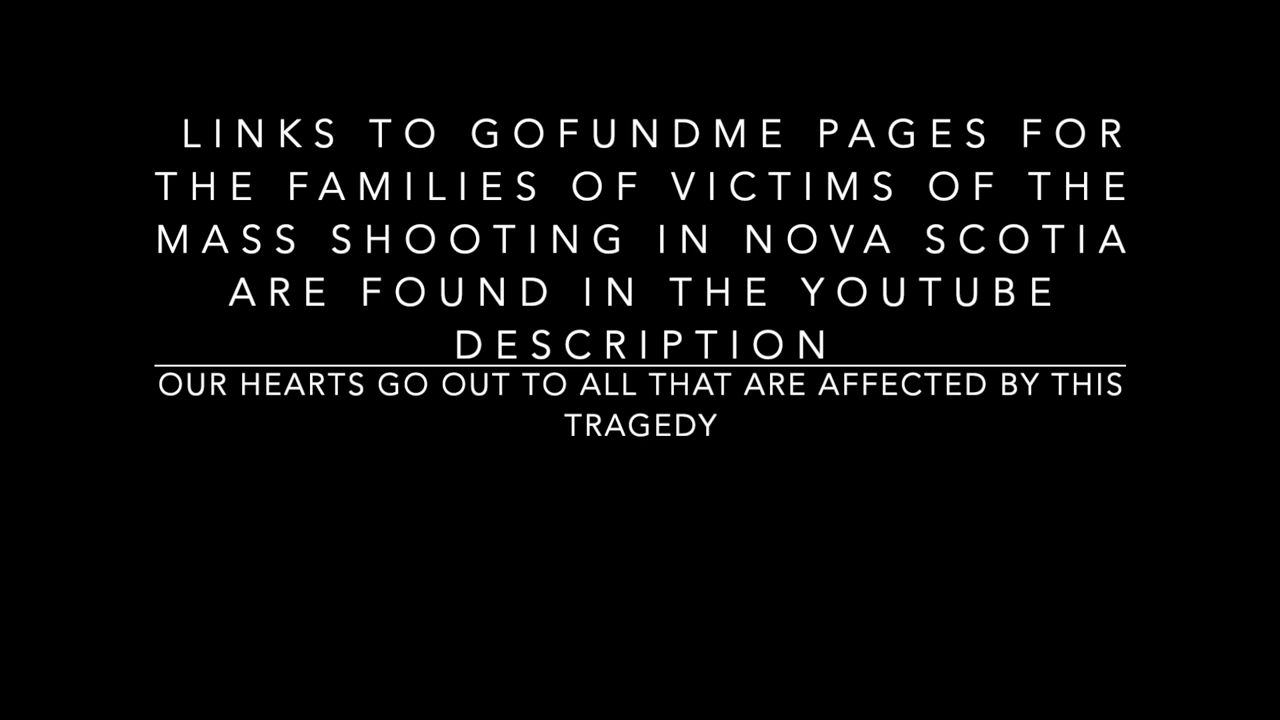 LINKS TO GOFUNDME PAGES FOR
THE FAMILIES OF VICTIMS OF THE
MASS SHOOTING IN NOVA SCOTIA
ARE FOUND IN THE YOUTUBE
DESCRIPTION
OUR HEARTS GO OUT TO ALL THAT ARE AFFECTED BY THIS
TRAGEDY